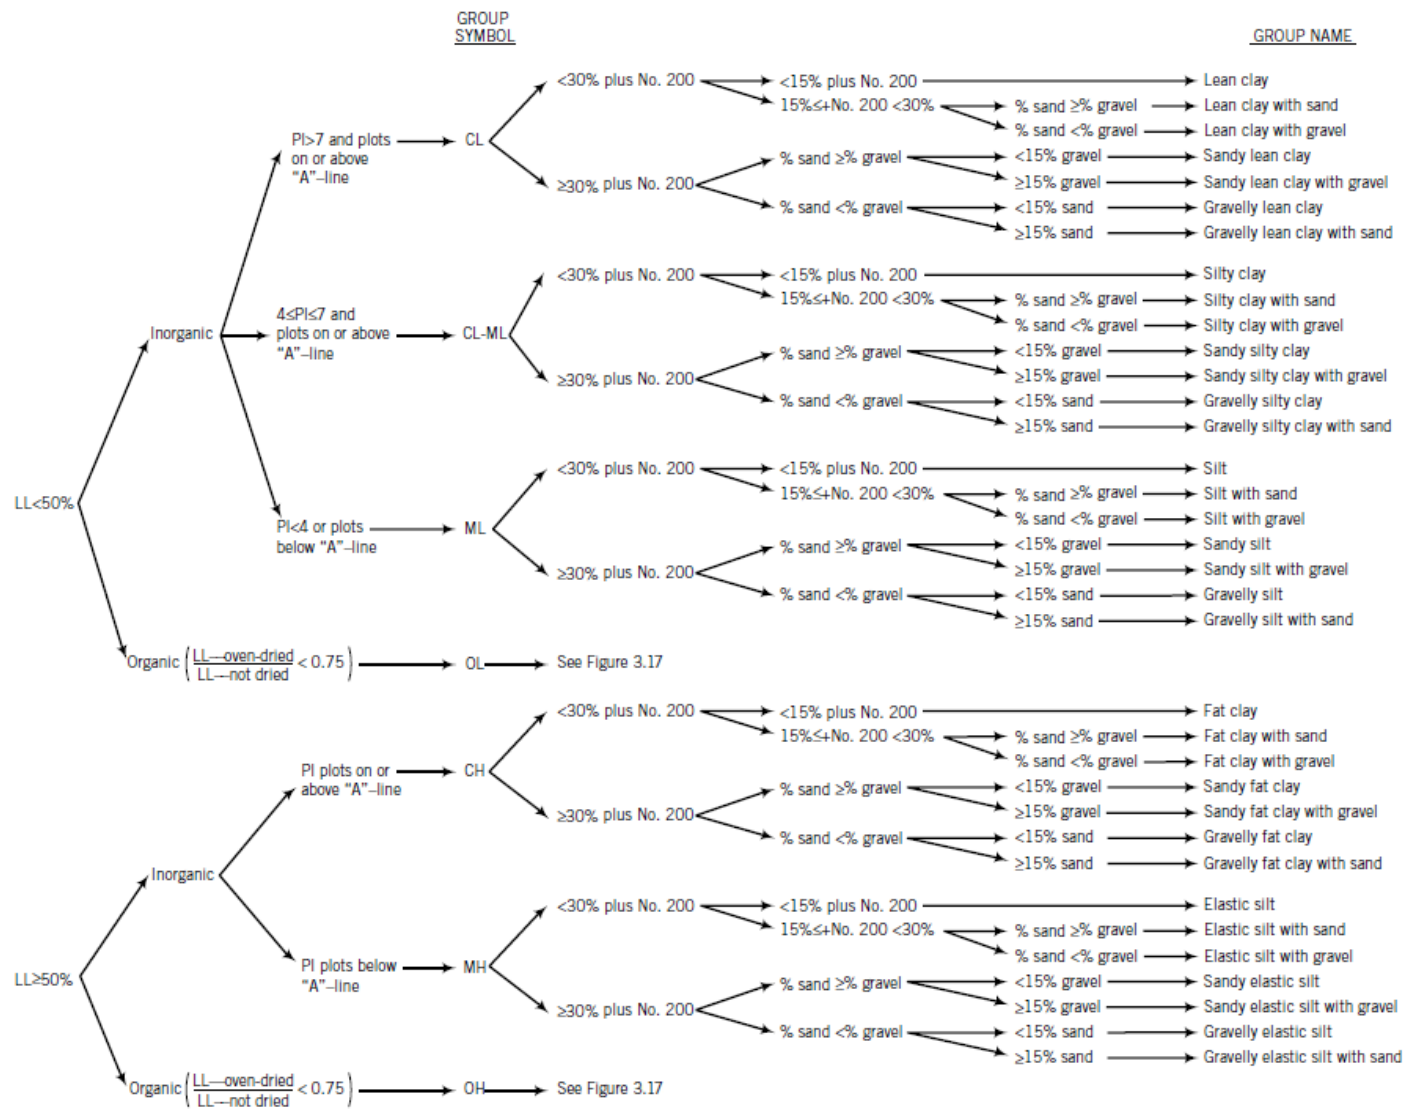 GROUP
SYMBOL
GROUP NAME
<30% plus No. 200
<15% plus No. 200
Lean clay
15%≤+No. 200 <30%
% sand ≥% gravel
Lean clay with sand
% sand <% gravel
Lean clay with gravel
PI>7 and plots
on or above
"A"–line
CL
% sand ≥% gravel
<15% gravel
Sandy lean clay
≥30% plus No. 200
≥15% gravel
Sandy lean clay with gravel
% sand <% gravel
<15% sand
Gravelly lean clay
≥15% sand
Gravelly lean clay with sand
<30% plus No. 200
<15% plus No. 200
Silty clay
15%≤+No. 200 <30%
% sand ≥% gravel
Silty clay with sand
% sand <% gravel
Silty clay with gravel
Inorganic
4≤PI≤7 and
plots on or above
"A"–line
CL-ML
% sand ≥% gravel
<15% gravel
Sandy silty clay
≥30% plus No. 200
≥15% gravel
Sandy silty clay with gravel
% sand <% gravel
<15% sand
Gravelly silty clay
≥15% sand
Gravelly silty clay with sand
<30% plus No. 200
<15% plus No. 200
Silt
15%≤+No. 200 <30%
% sand ≥% gravel
Silt with sand
% sand <% gravel
Silt with gravel
LL<50%
PI<4 or plots
below "A"–line
ML
% sand ≥% gravel
<15% gravel
Sandy silt
≥30% plus No. 200
≥15% gravel
Sandy silt with gravel
% sand <% gravel
<15% sand
Gravelly silt
≥15% sand
Gravelly silt with sand
Organic (LL—oven-dried / LL—not dried < 0.75)
OL
See Figure 3.17
<30% plus No. 200
<15% plus No. 200
Fat clay
15%≤+No. 200 <30%
% sand ≥% gravel
Fat clay with sand
% sand <% gravel
Fat clay with gravel
PI plots on or
above "A"–line
CH
% sand ≥% gravel
<15% gravel
Sandy fat clay
≥30% plus No. 200
≥15% gravel
Sandy fat clay with gravel
% sand <% gravel
<15% sand
Gravelly fat clay
≥15% sand
Gravelly fat clay with sand
Inorganic
<30% plus No. 200
<15% plus No. 200
Elastic silt
15%≤+No. 200 <30%
% sand ≥% gravel
Elastic silt with sand
% sand <% gravel
Elastic silt with gravel
LL≥50%
PI plots below
"A"–line
MH
% sand ≥% gravel
<15% gravel
Sandy elastic silt
≥30% plus No. 200
≥15% gravel
Sandy elastic silt with gravel
% sand <% gravel
<15% sand
Gravelly elastic silt
≥15% sand
Gravelly elastic silt with sand
Organic (LL—oven-dried / LL—not dried < 0.75)
OH
See Figure 3.17